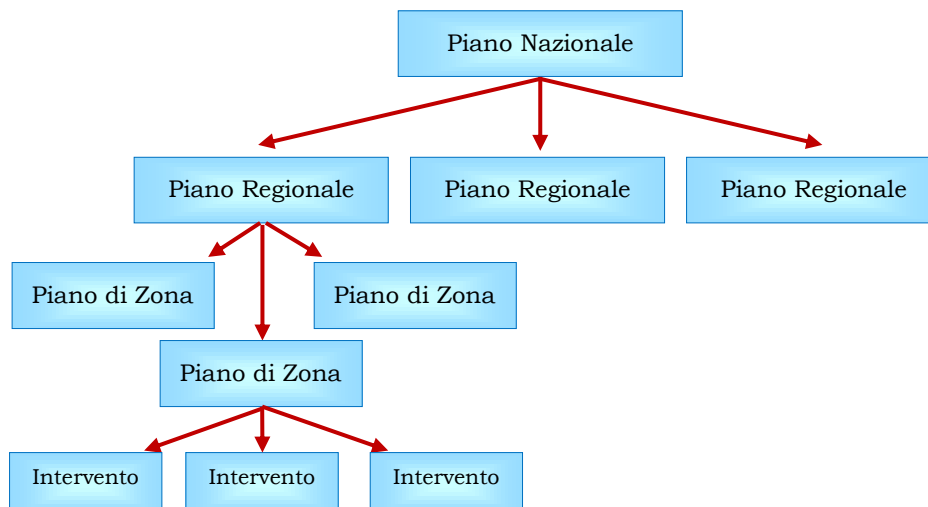 Piano Nazionale
Piano Regionale
Piano Regionale
Piano Regionale
Piano di Zona
Piano di Zona
Piano di Zona
Intervento
Intervento
Intervento